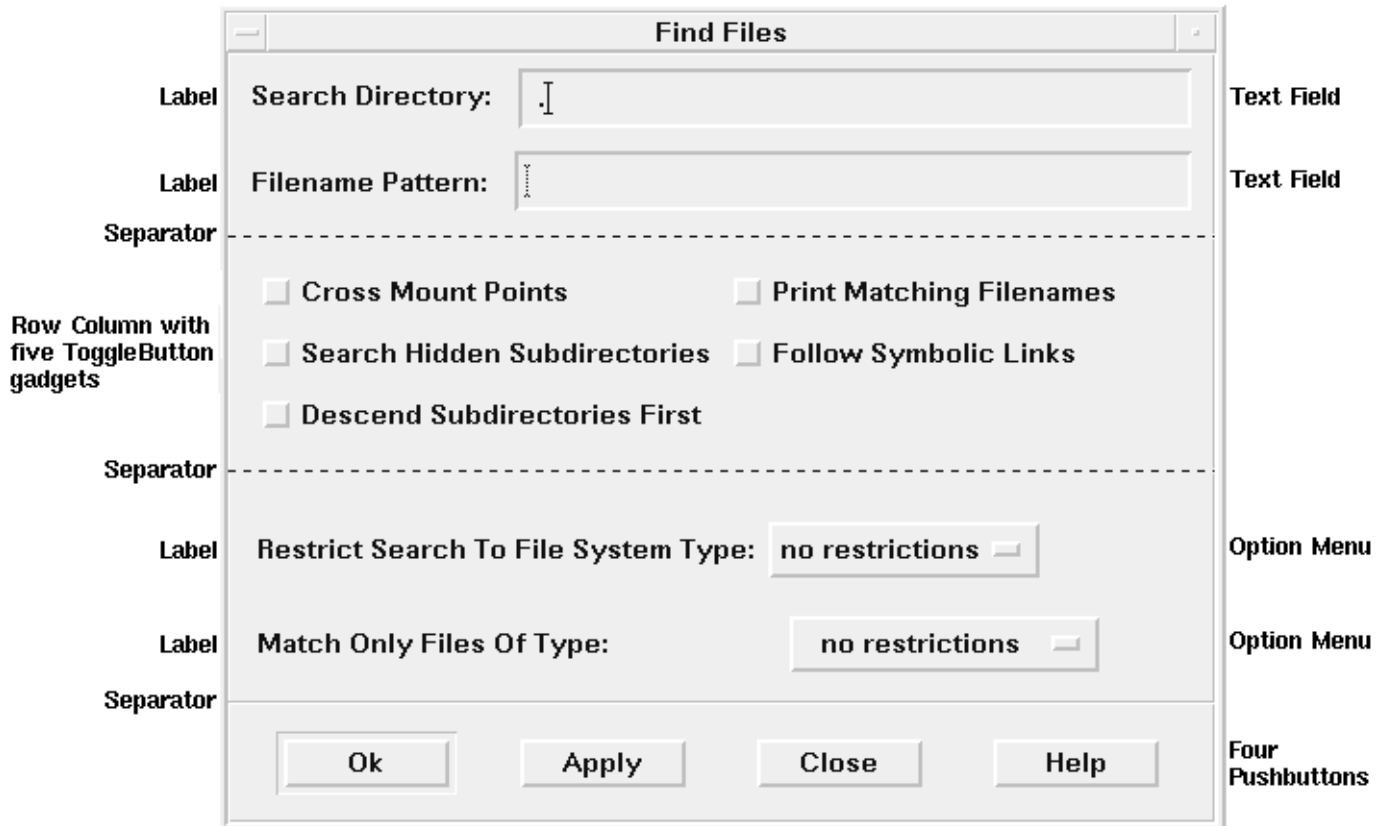 Find Files
Label Search Directory: . Text Field
Label Filename Pattern: Text Field
Separator
Cross Mount Points Print Matching Filenames
Row Column with
five ToggleButton
gadgets
Search Hidden Subdirectories Follow Symbolic Links
Descend Subdirectories First
Separator
Label Restrict Search To File System Type: no restrictions Option Menu
Label Match Only Files Of Type: no restrictions Option Menu
Separator
Ok Apply Close Help
Four
Pushbuttons